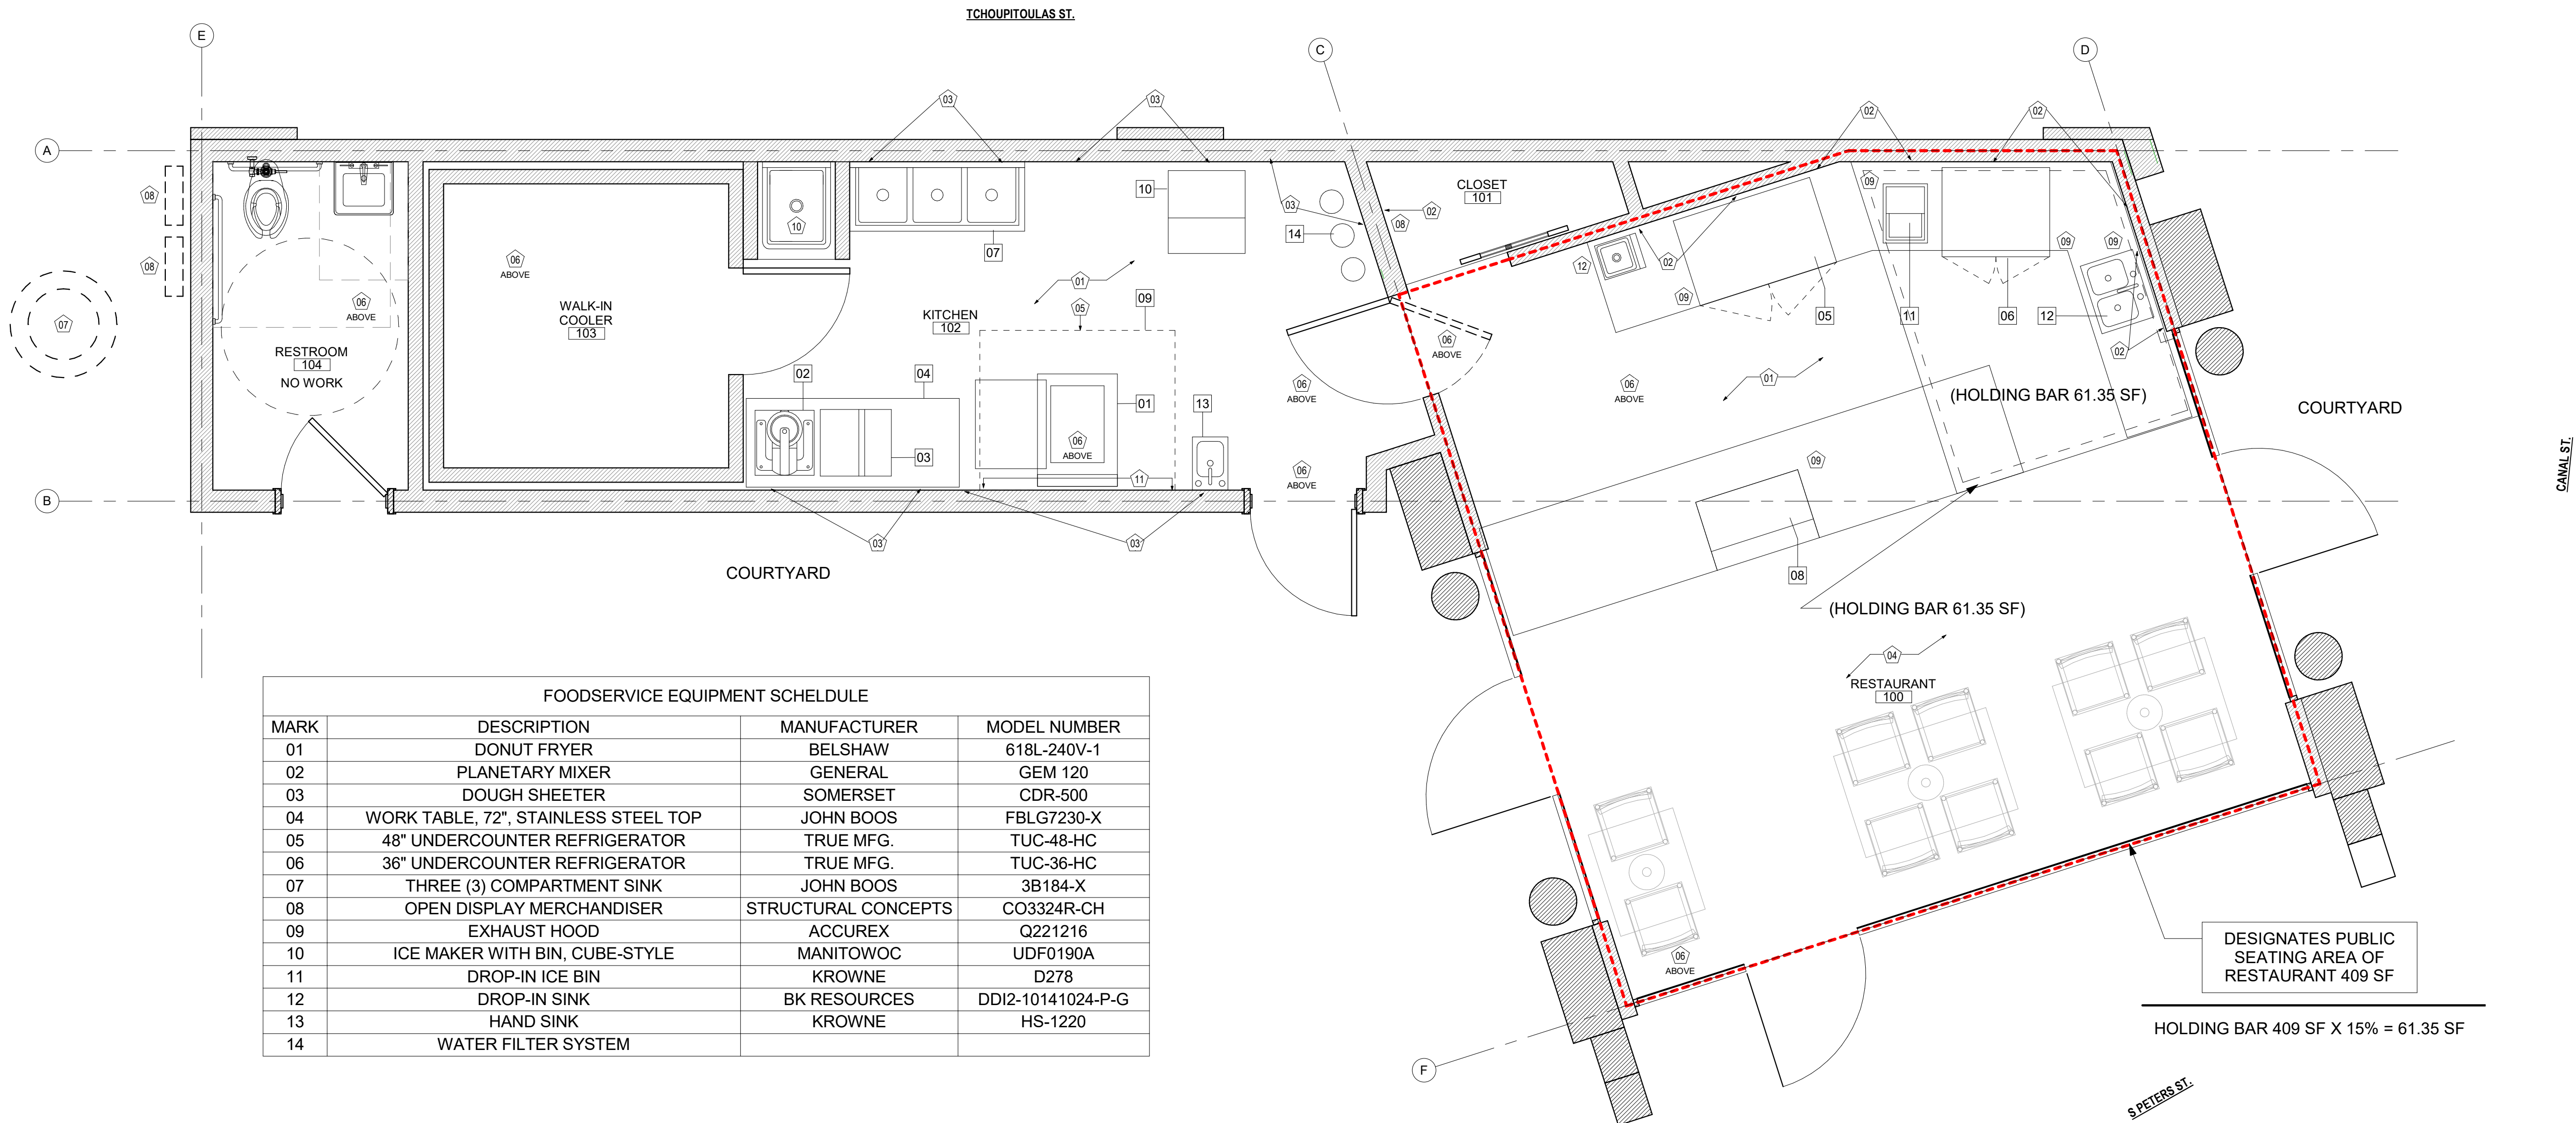 TCHOUPITOULAS ST.
E
C
D
03
03
02
02
A
08
10
CLOSET
101
02
08
03
14
09
10
07
09
09
12
02
06
ABOVE
01
09
09
05
11
06
12
08
07
06
ABOVE
WALK-IN
COOLER
103
KITCHEN
102
05
06
ABOVE
02
RESTROOM
104
NO WORK
02
04
01
13
06
ABOVE
06
ABOVE
01
(HOLDING BAR 61.35 SF)
COURTYARD
CANAL ST.
06
ABOVE
03
06
ABOVE
11
09
B
03
03
COURTYARD
08
(HOLDING BAR 61.35 SF)
04
RESTAURANT
100
FOODSERVICE EQUIPMENT SCHELDULE
MARK DESCRIPTION MANUFACTURER MODEL NUMBER
01 DONUT FRYER BELSHAW 618L-240V-1
02 PLANETARY MIXER GENERAL GEM 120
03 DOUGH SHEETER SOMERSET CDR-500
04 WORK TABLE, 72", STAINLESS STEEL TOP JOHN BOOS FBLG7230-X
05 48" UNDERCOUNTER REFRIGERATOR TRUE MFG. TUC-48-HC
06 36" UNDERCOUNTER REFRIGERATOR TRUE MFG. TUC-36-HC
07 THREE (3) COMPARTMENT SINK JOHN BOOS 3B184-X
08 OPEN DISPLAY MERCHANDISER STRUCTURAL CONCEPTS CO3324R-CH
09 EXHAUST HOOD ACCUREX Q221216
10 ICE MAKER WITH BIN, CUBE-STYLE MANITOWOC UDF0190A
11 DROP-IN ICE BIN KROWNE D278
12 DROP-IN SINK BK RESOURCES DDI2-10141024-P-G
13 HAND SINK KROWNE HS-1220
14 WATER FILTER SYSTEM
06
ABOVE
DESIGNATES PUBLIC
SEATING AREA OF
RESTAURANT 409 SF
HOLDING BAR 409 SF X 15% = 61.35 SF
F
S PETERS ST.